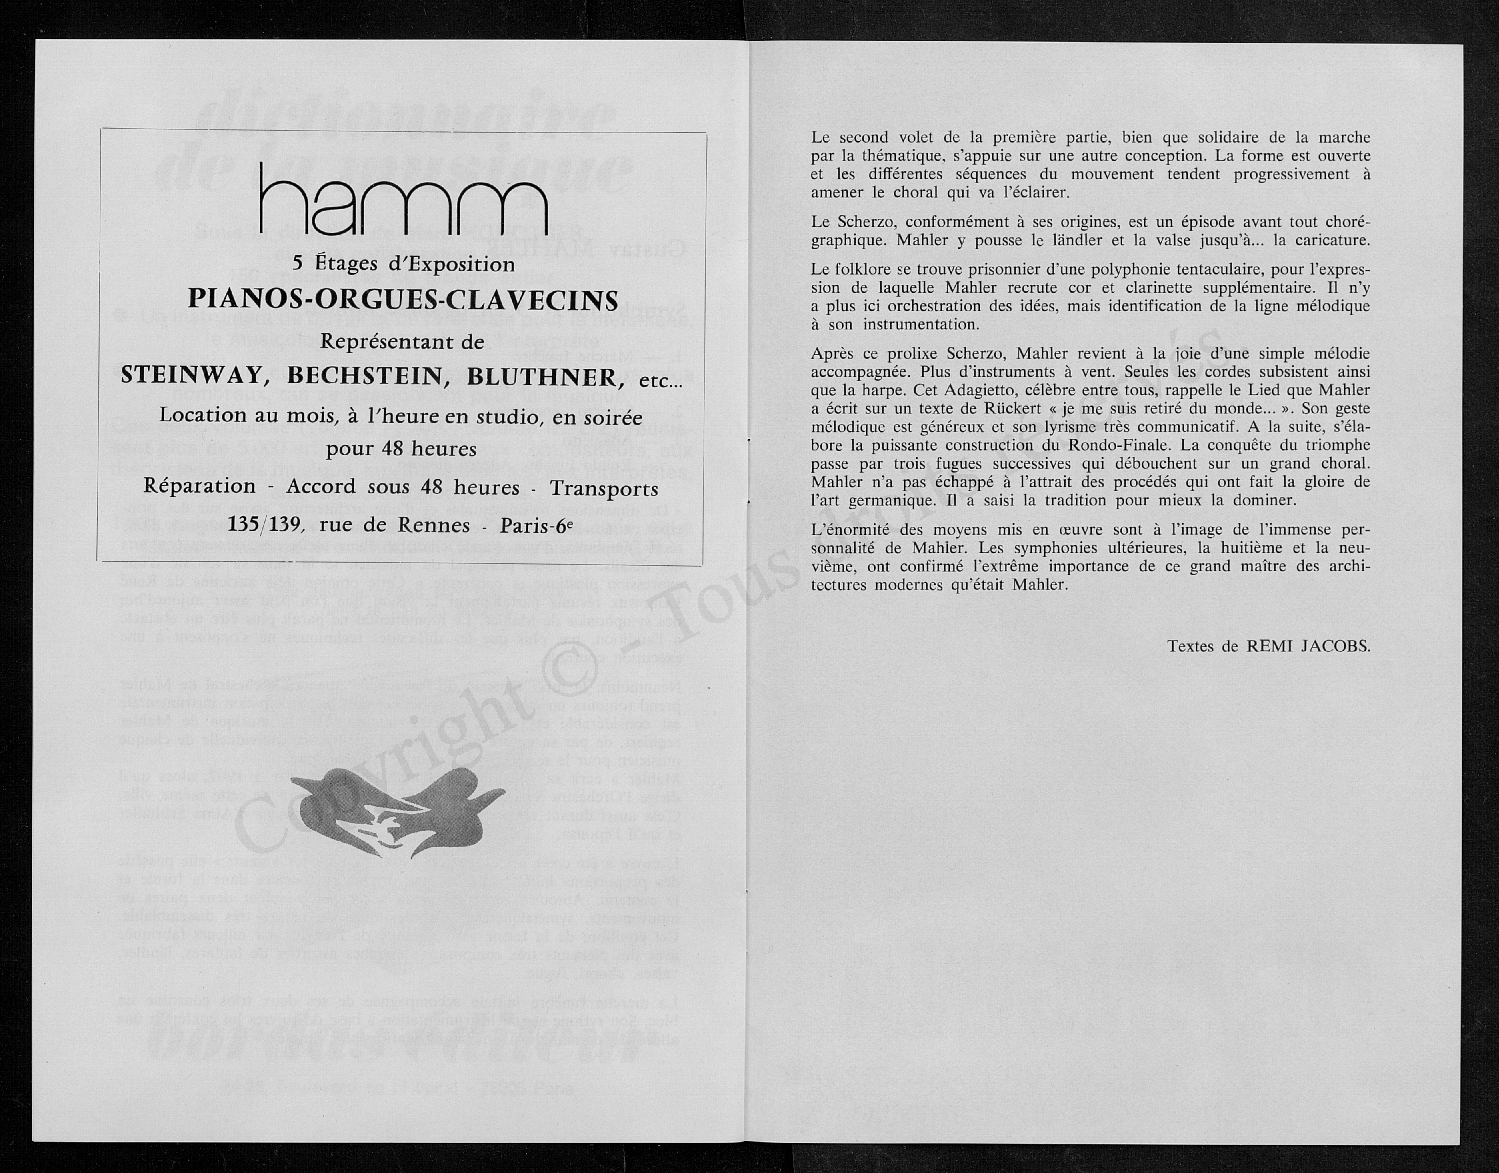 hamm
5 Étages d'Exposition
PIANOS-ORGUES-CLAVECINS
Représentant de
STEINWAY, BECHSTEIN, BLUTHNER, etc...
Location au mois, à l'heure en studio, en soirée
pour 48 heures
Réparation - Accord sous 48 heures - Transports
135/139, rue de Rennes - Paris-6e
Le second volet de la première partie, bien que solidaire de la marche
par la thématique, s'appuie sur une autre conception. La forme est ouverte
et les différentes séquences du mouvement tendent progressivement à
amener le choral qui va l'éclairer.
Le Scherzo, conformément à ses origines, est un épisode avant tout choré-
graphique. Mahler y pousse le ländler et la valse jusqu'à... la caricature.
Le folklore se trouve prisonnier d'une polyphonie tentaculaire, pour l'expres-
sion de laquelle Mahler recrute cor et clarinette supplémentaire. Il n'y
a plus ici orchestration des idées, mais identification de la ligne mélodique
à son instrumentation.
Après ce prolixe Scherzo, Mahler revient à la joie d'une simple mélodie
accompagnée. Plus d'instruments à vent. Seules les cordes subsistent ainsi
que la harpe. Cet Adagietto, célèbre entre tous, rappelle le Lied que Mahler
a écrit sur un texte de Rückert « je me suis retiré du monde... ». Son geste
mélodique est généreux et son lyrisme très communicatif. A la suite, s'éla-
bore la puissante construction du Rondo-Finale. La conquête du triomphe
passe par trois fugues successives qui débouchent sur un grand choral.
Mahler n'a pas échappé à l'attrait des procédés qui ont fait la gloire de
l'art germanique. Il a saisi la tradition pour mieux la dominer.
L'énormité des moyens mis en œuvre sont à l'image de l'immense per-
sonnalité de Mahler. Les symphonies ultérieures, la huitième et la neu-
vième, ont confirmé l'extrême importance de ce grand maître des archi-
tectures modernes qu'était Mahler.
Textes de REMI JACOBS.
Copyright © - Tous droits Réservés.